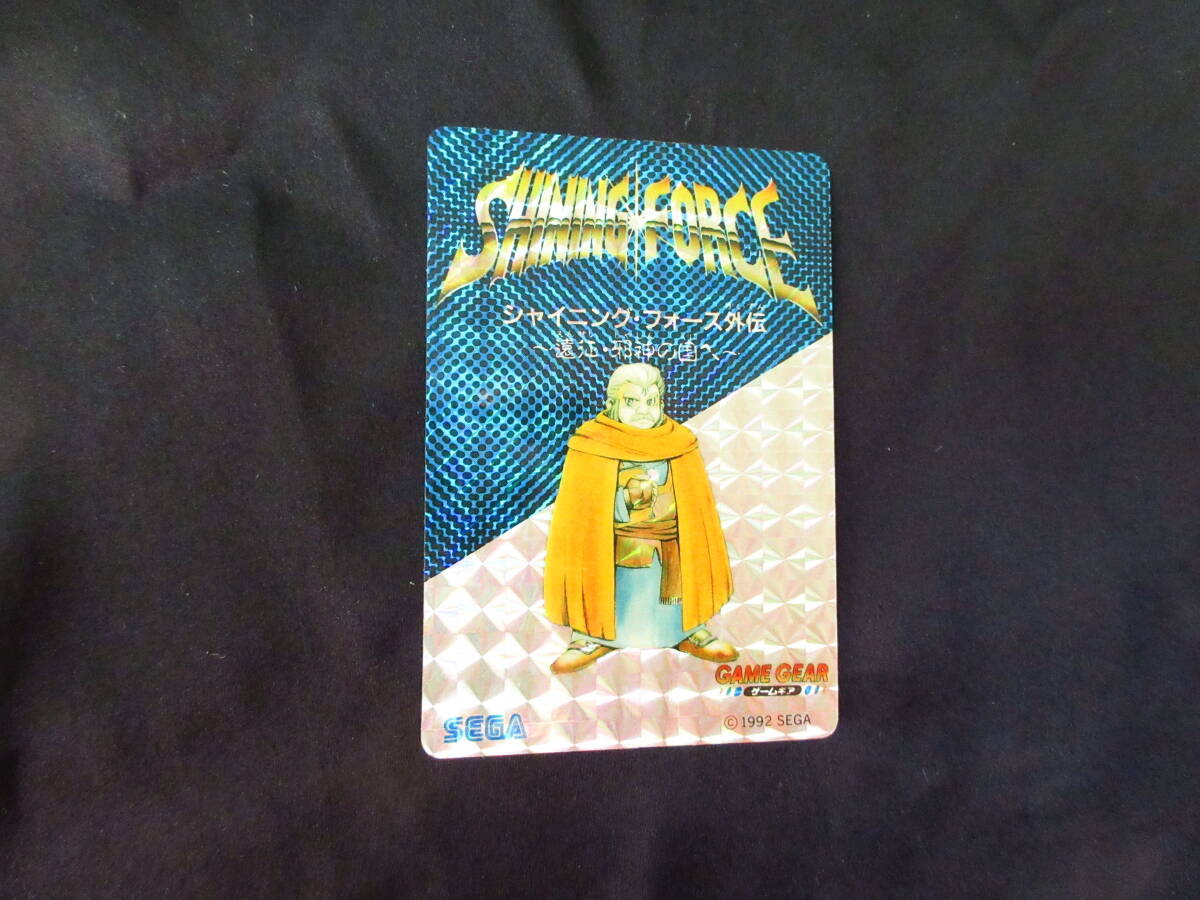 SHINING FORCE
シャイニング・フォース外伝
～遠征・邪神の国へ～
GAME GEAR
ゲームギア
SEGA
© 1992 SEGA